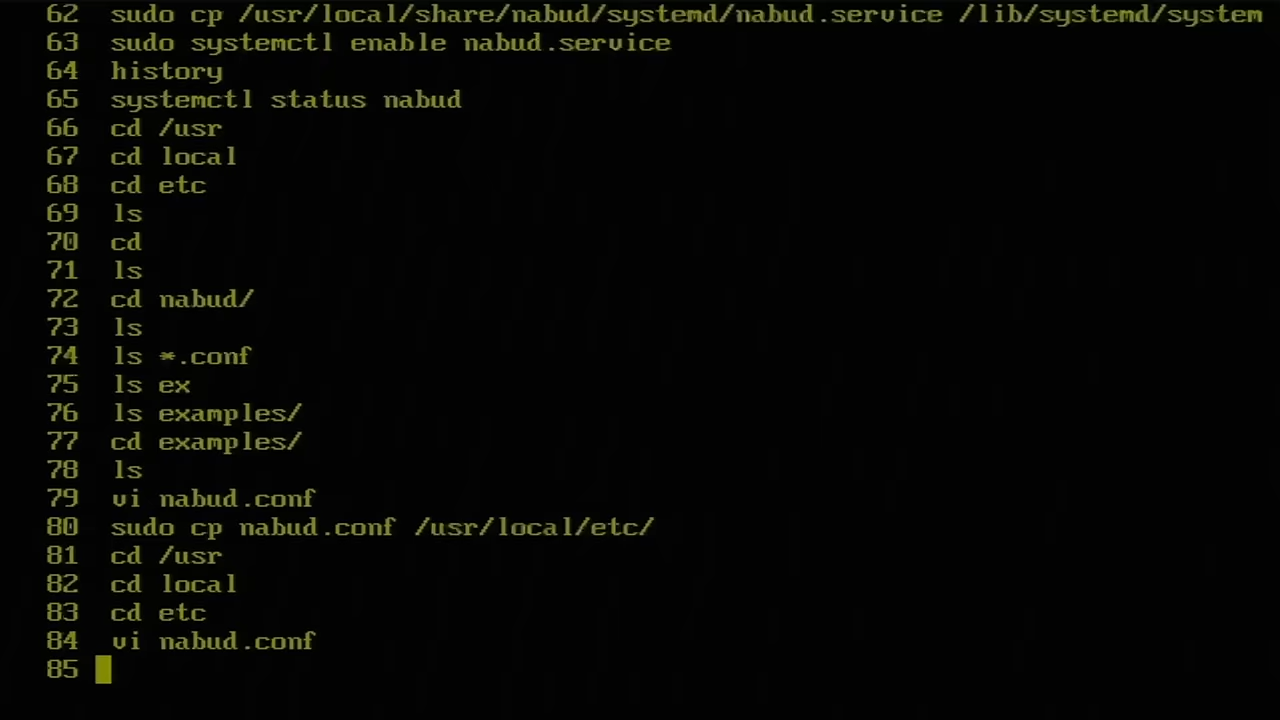 62 sudo cp /usr/local/share/nabud/systemd/nabud.service /lib/systemd/system
63 sudo systemctl enable nabud.service
64 history
65 systemctl status nabud
66 cd /usr
67 cd local
68 cd etc
69 ls
70 cd
71 ls
72 cd nabud/
73 ls
74 ls *.conf
75 ls ex
76 ls examples/
77 cd examples/
78 ls
79 vi nabud.conf
80 sudo cp nabud.conf /usr/local/etc/
81 cd /usr
82 cd local
83 cd etc
84 vi nabud.conf
85